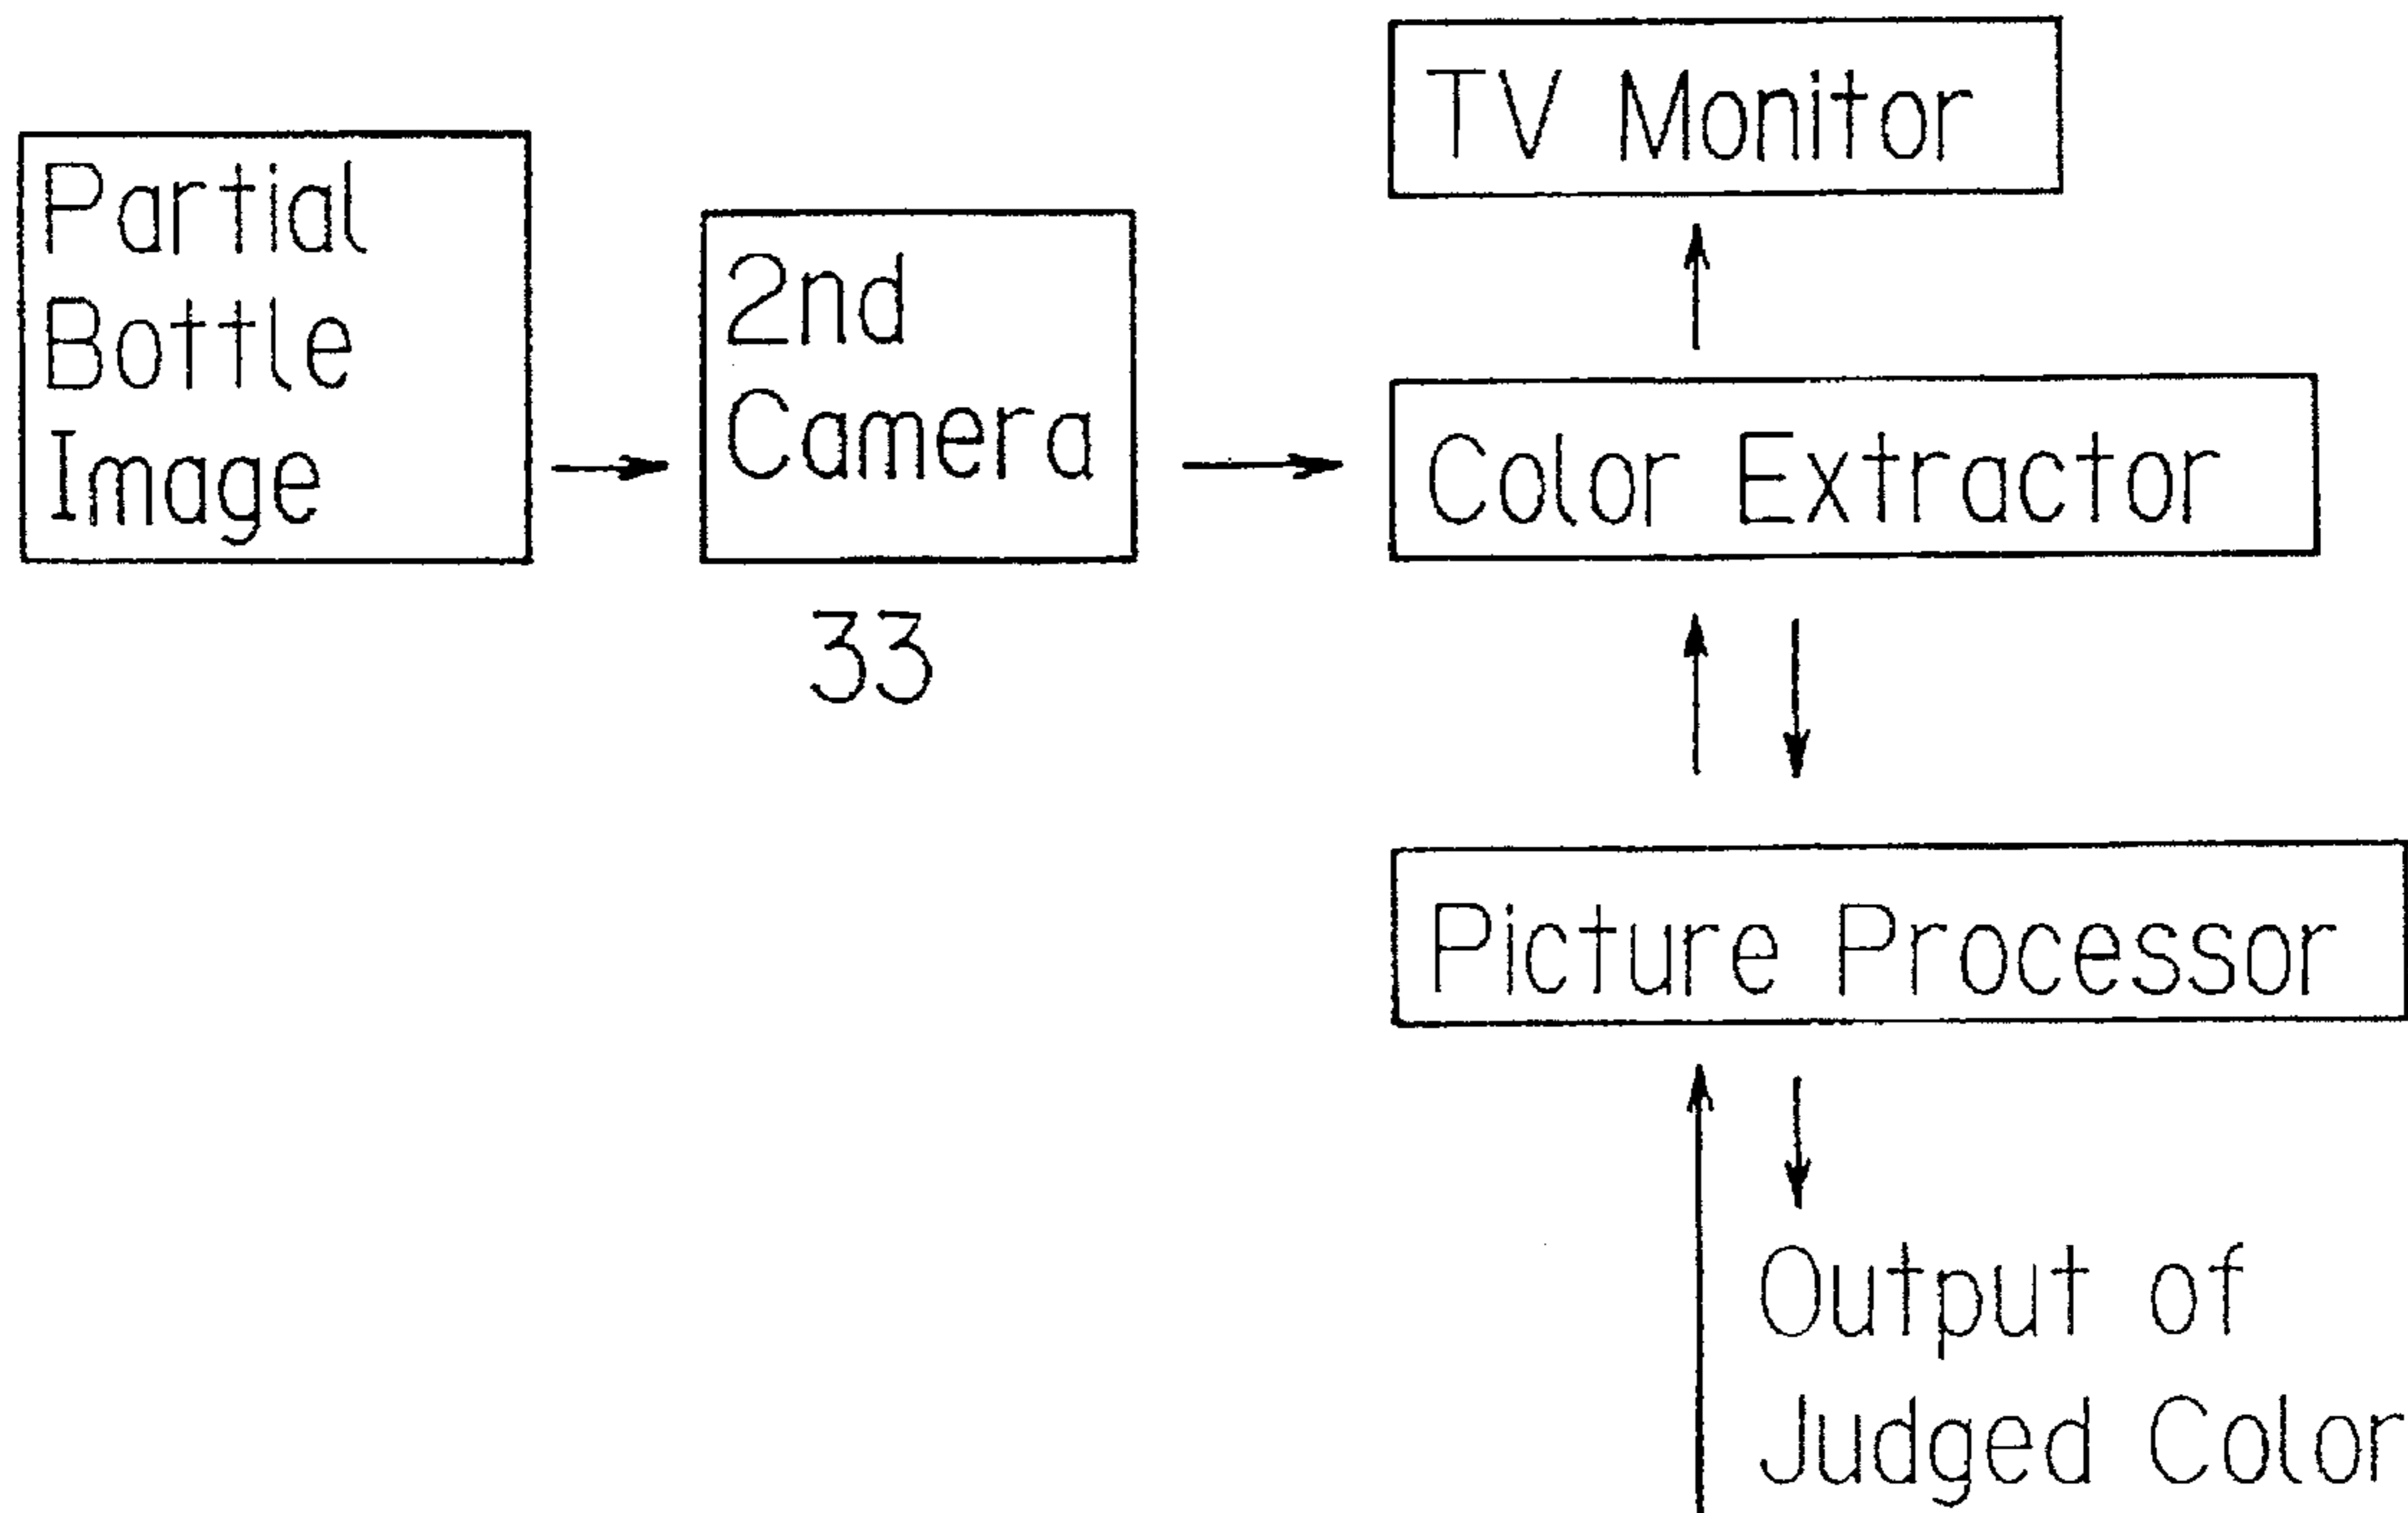 Partial
Bottle
Image
2nd
Camera
33
TV Monitor
Color Extractor
Picture Processor
Output of
Judged Color